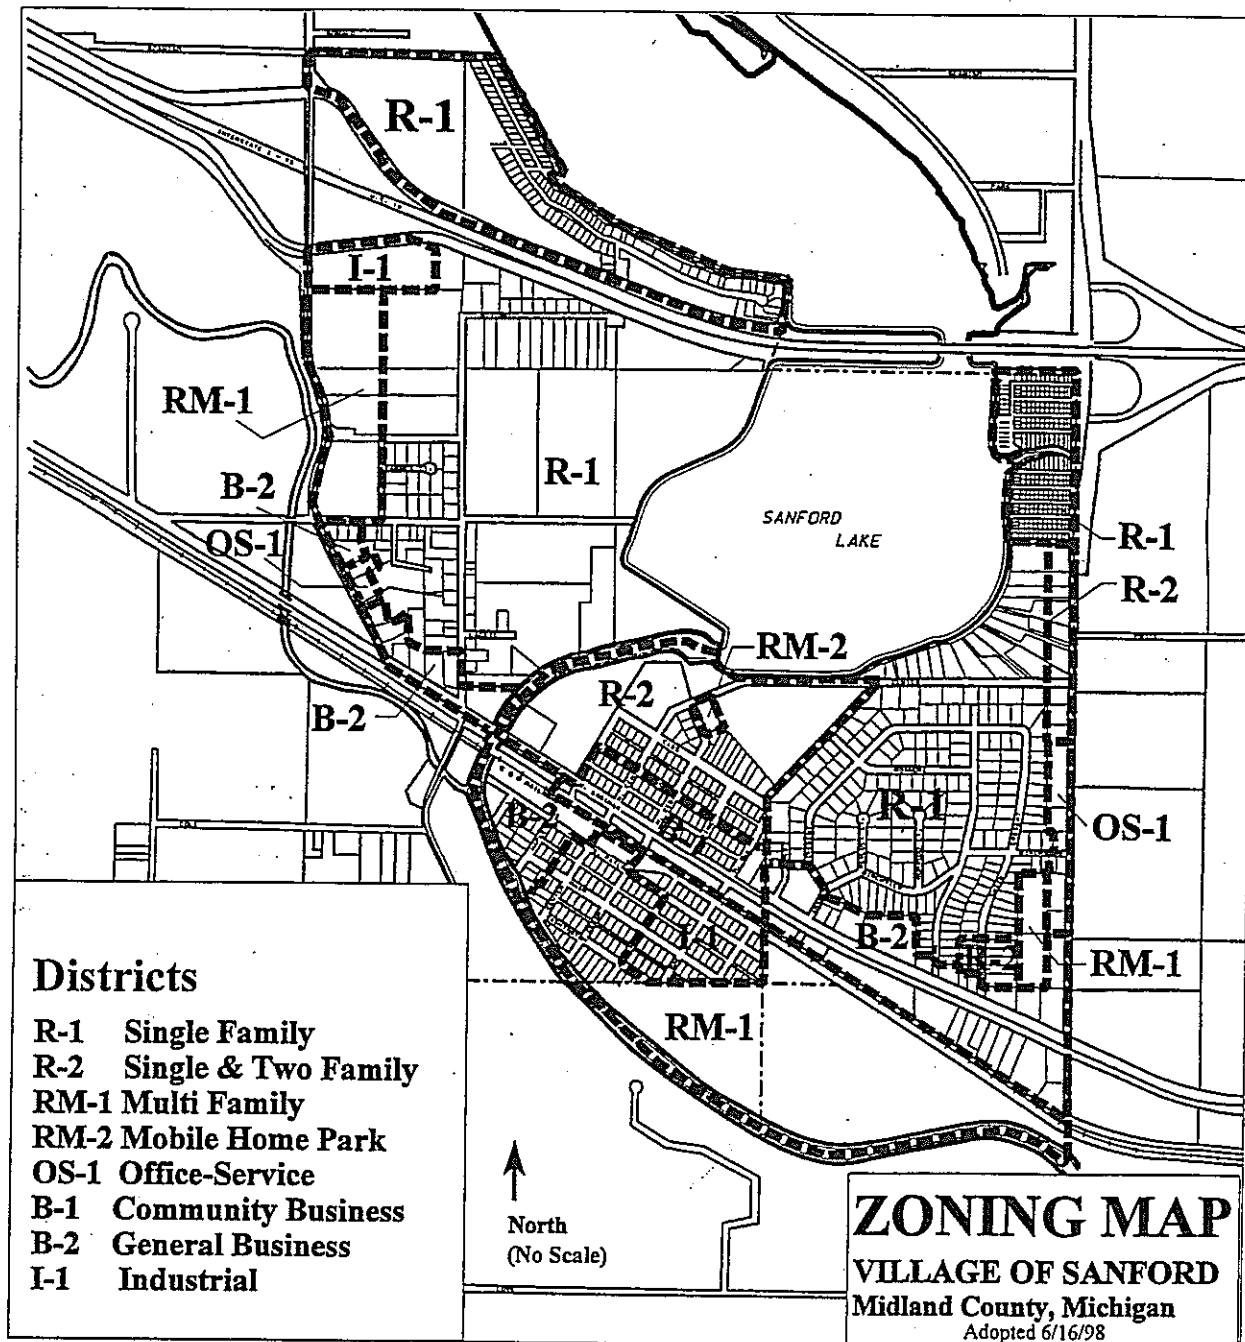 R-1
INTERSTATE
I-1
RM-1
R-1
B-2
OS-1
SANFORD
LAKE
R-1
R-2
RM-2
R-2
B-2
R-1
OS-1
B-2
RM-1
I-1
RM-1
Districts
R-1 Single Family
R-2 Single & Two Family
RM-1 Multi Family
RM-2 Mobile Home Park
OS-1 Office-Service
B-1 Community Business
B-2 General Business
I-1 Industrial
North
(No Scale)
ZONING MAP
VILLAGE OF SANFORD
Midland County, Michigan
Adopted 6/16/98